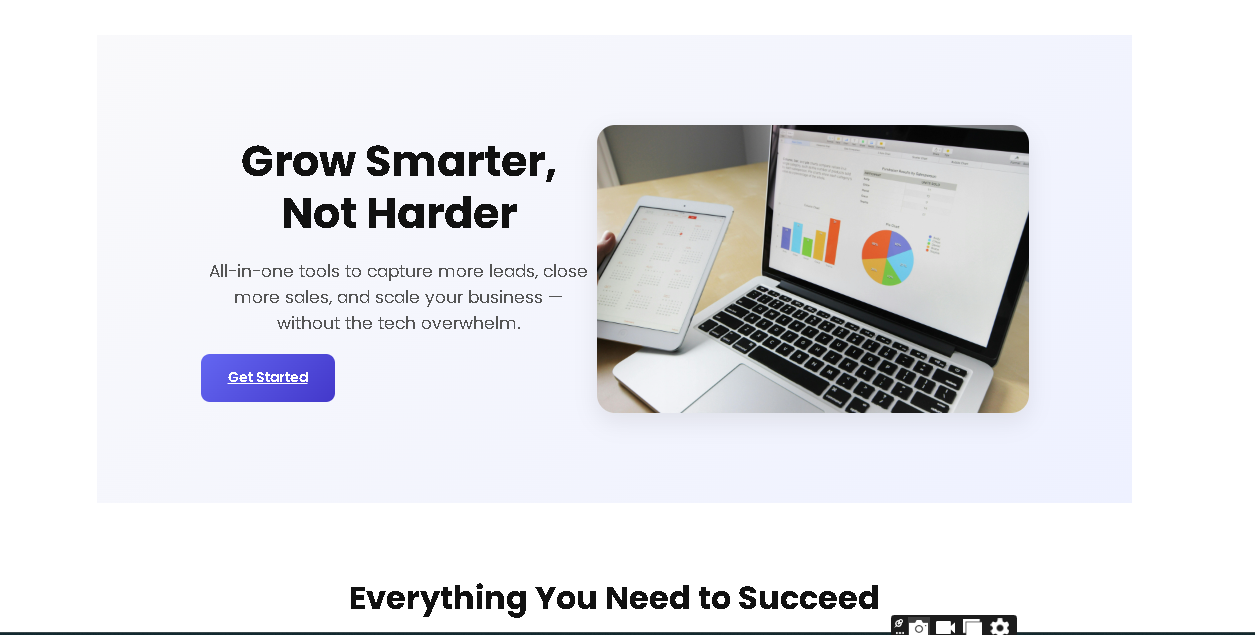 Grow Smarter,
Not Harder
All-in-one tools to capture more leads, close
more sales, and scale your business —
without the tech overwhelm.
Get Started
Everything You Need to Succeed